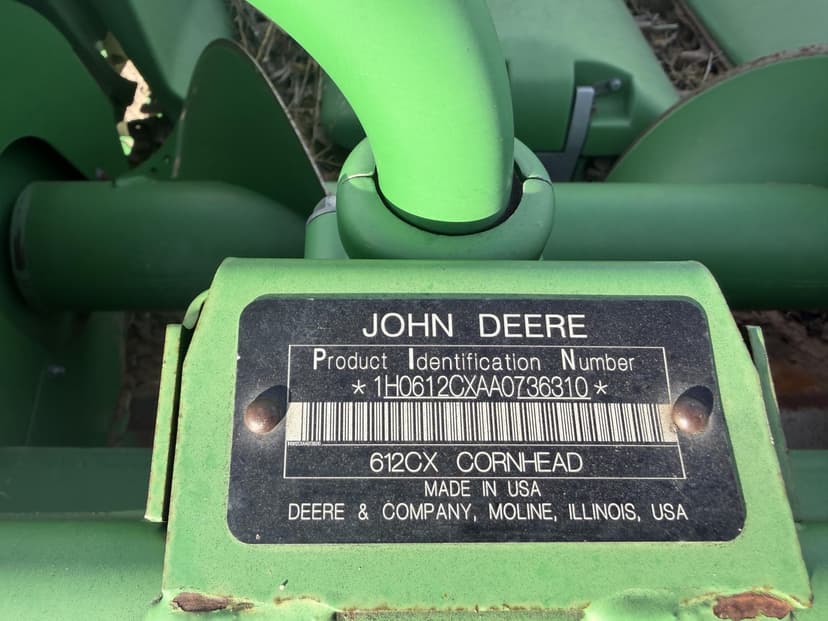 JOHN DEERE
Product Identification Number
*1H0612CXAA0736310*
612CX CORNHEAD
MADE IN USA
DEERE & COMPANY, MOLINE, ILLINOIS, USA